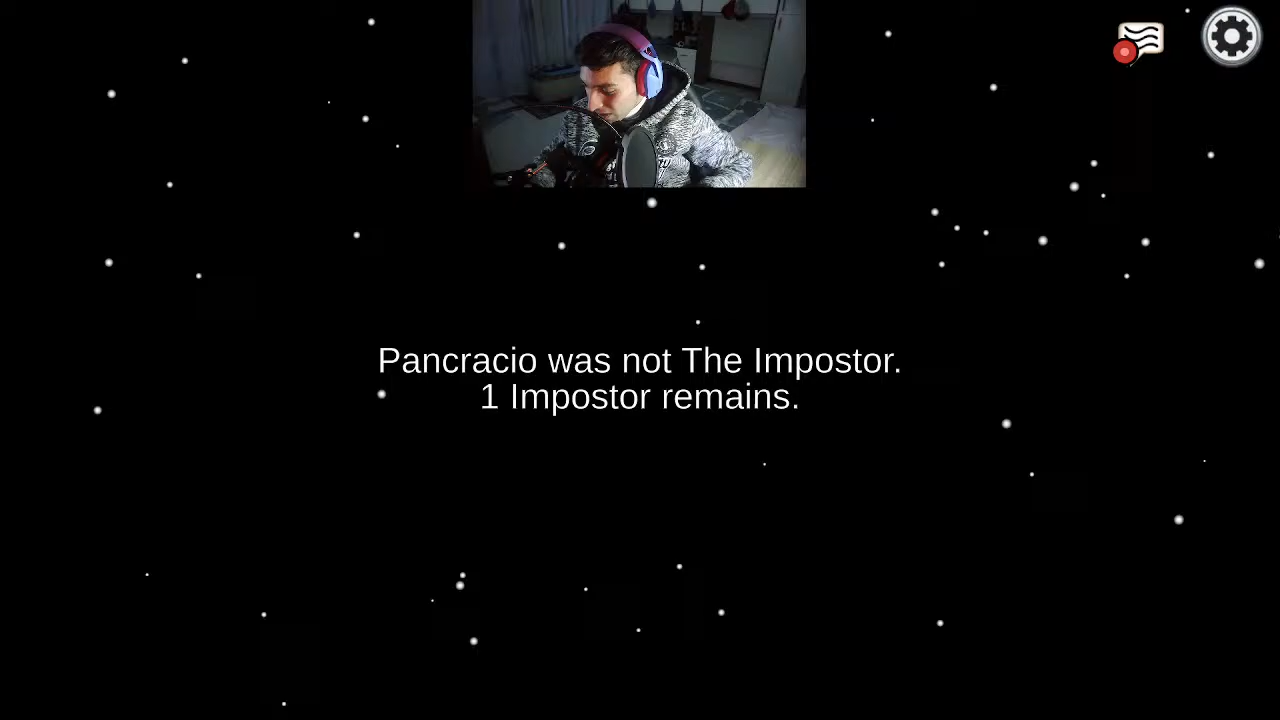 Pancracio was not The Impostor.
1 Impostor remains.